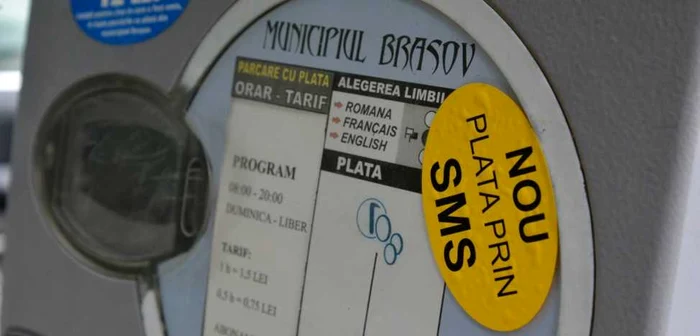 MUNICIPIUL BRASOV
PARCARE CU PLATA
ORAR - TARIF
PROGRAM
08:00 - 20:00
DUMINICA - LIBER
TARIF:
1 h = 1,5 LEI
0,5 h = 0,75 LEI
ALEGEREA LIMBII
ROMANA
FRANÇAIS
ENGLISH
PLATA
NOU
PLATA PRIN
SMS